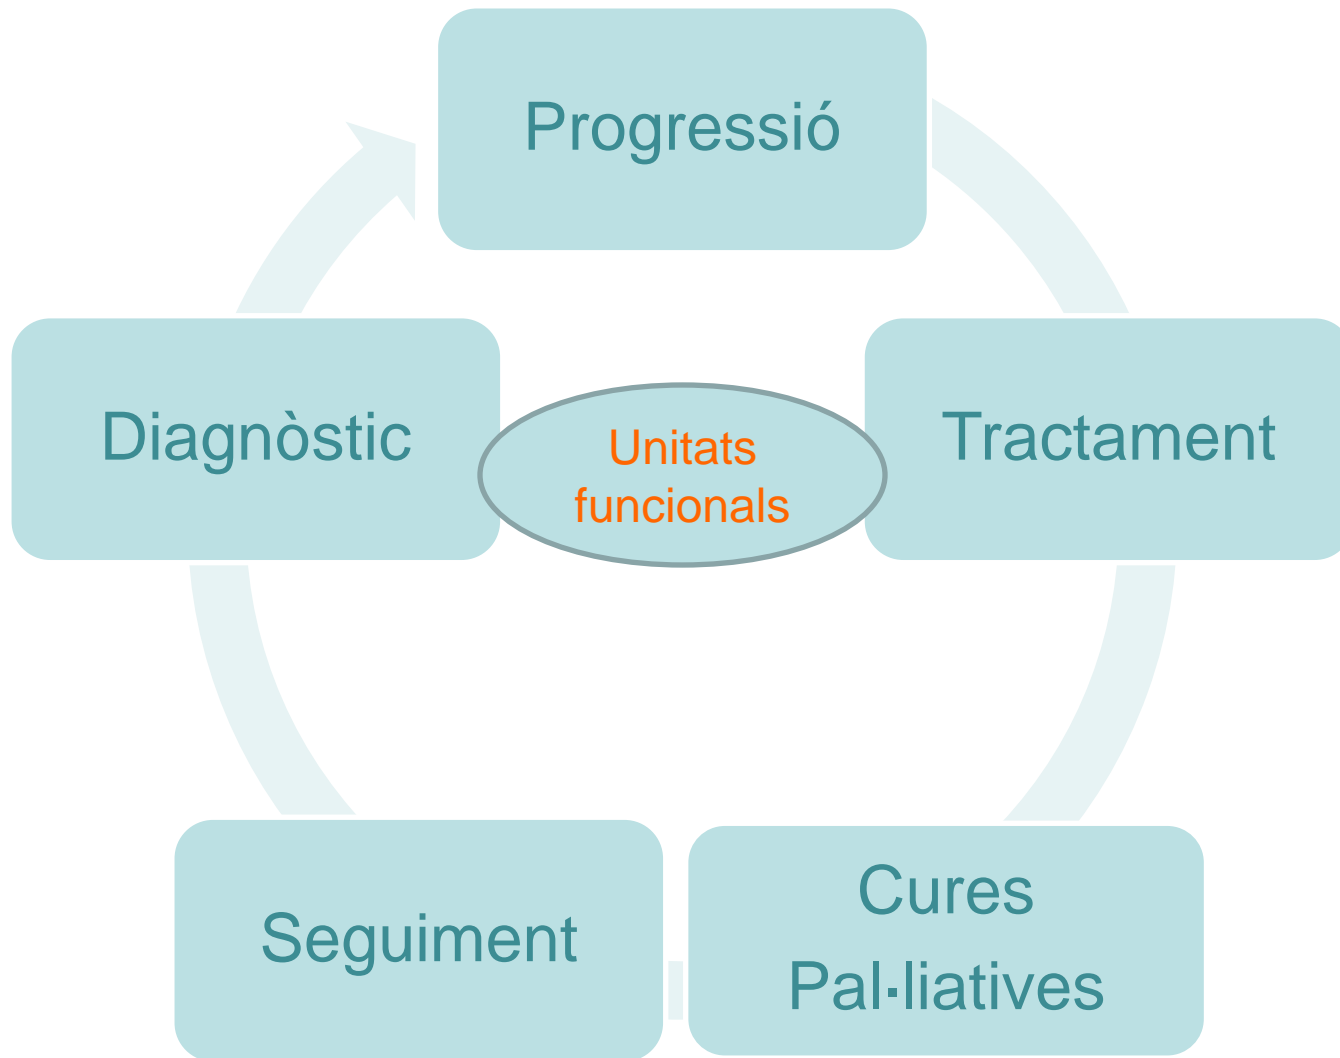 Progressió
Diagnòstic
Unitats
funcionals
Tractament
Seguiment
Cures
Pal·liatives